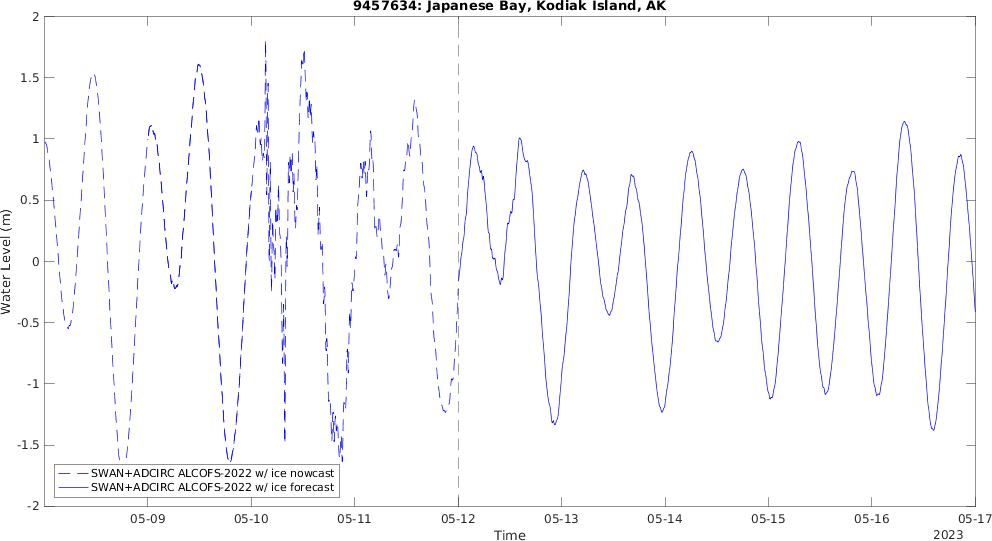 9457634: Japanese Bay, Kodiak Island, AK
2
1.5
1
0.5
0
-0.5
-1
-1.5
-2
Water Level (m)
SWAN+ADCIRC ALCOFS-2022 w/ ice nowcast
SWAN+ADCIRC ALCOFS-2022 w/ ice forecast
05-09 05-10 05-11 05-12 05-13 05-14 05-15 05-16 05-17
Time
2023